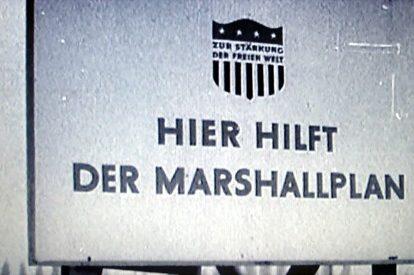 ZUR STÄRKUNG
DER FREIEN WELT
HIER HILFT
DER MARSHALLPLAN